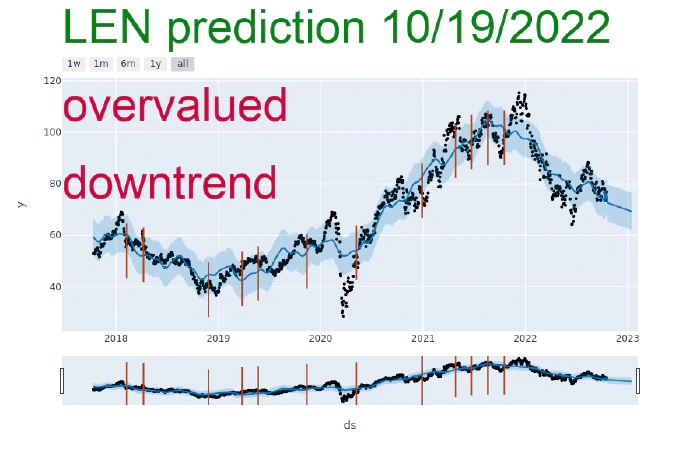 LEN prediction 10/19/2022
1w 1m 6m 1y all
120
overvalued
100
downtrend
80
y
60
40
2018 2019 2020 2021 2022 2023
ds